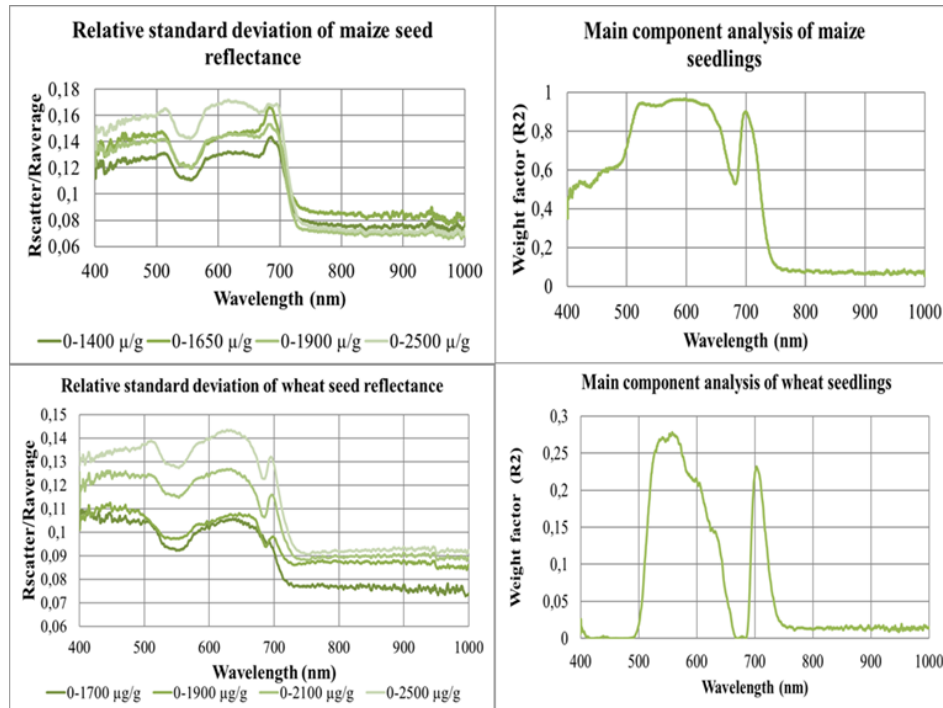 Relative standard deviation of maize seed
reflectance
Rscatter/Raverage
0,18
0,16
0,14
0,12
0,1
0,08
0,06
400 500 600 700 800 900 1000
Wavelength (nm)
0-1400 µ/g 0-1650 µ/g 0-1900 µ/g 0-2500 µ/g
Main component analysis of maize
seedlings
Weight factor (R2)
1
0,8
0,6
0,4
0,2
0
400 500 600 700 800 900 1000
Wavelength (nm)
Relative standard deviation of wheat seed reflectance
Rscatter/Raverage
0,15
0,14
0,13
0,12
0,11
0,1
0,09
0,08
0,07
0,06
400 500 600 700 800 900 1000
Wavelength (nm)
0-1700 µg/g 0-1900 µg/g 0-2100 µg/g 0-2500 µg/g
Main component analysis of wheat seedlings
Weight factor (R2)
0,3
0,25
0,2
0,15
0,1
0,05
0
400 500 600 700 800 900 1000
Wavelength (nm)